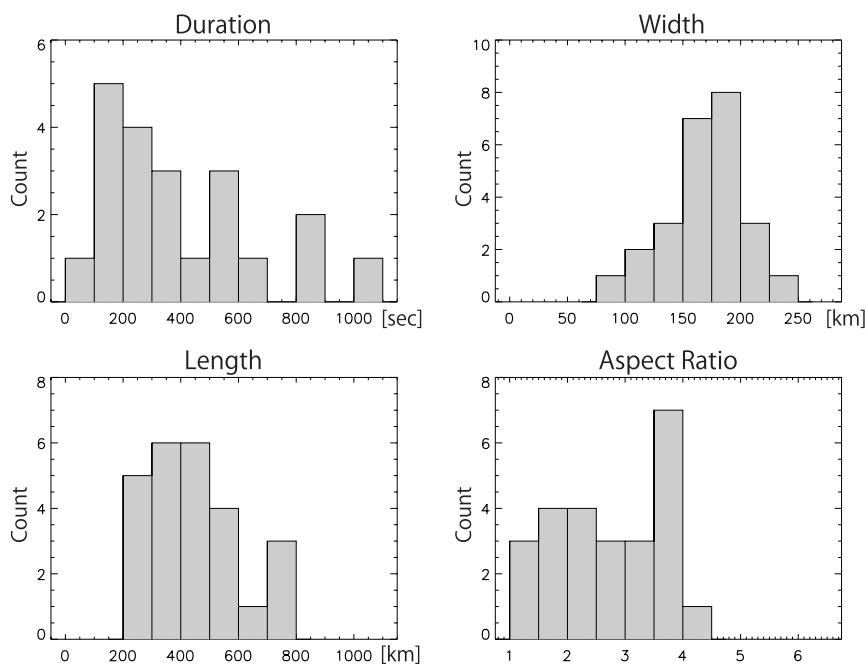 Duration
Count
6
4
2
0
0 200 400 600 800 1000 [sec]
Width
Count
10
8
6
4
2
0
0 50 100 150 200 250 [km]
Length
Count
8
6
4
2
0
0 200 400 600 800 1000 [km]
Aspect Ratio
Count
8
6
4
2
0
1 2 3 4 5 6